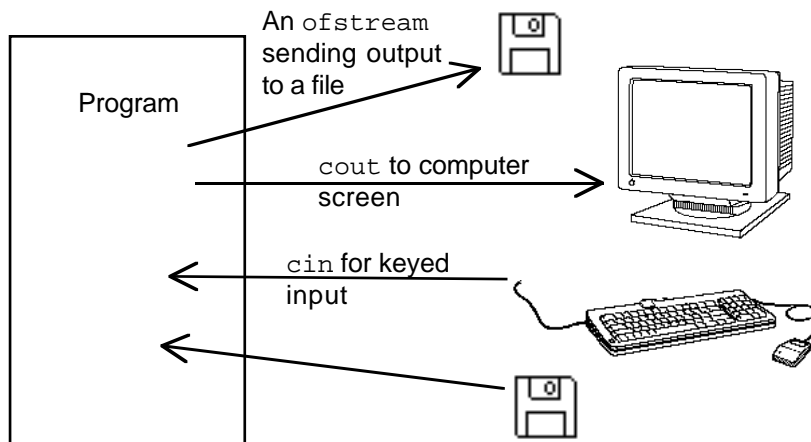 An ofstream
sending output
to a file
Program
cout to computer
screen
cin for keyed
input